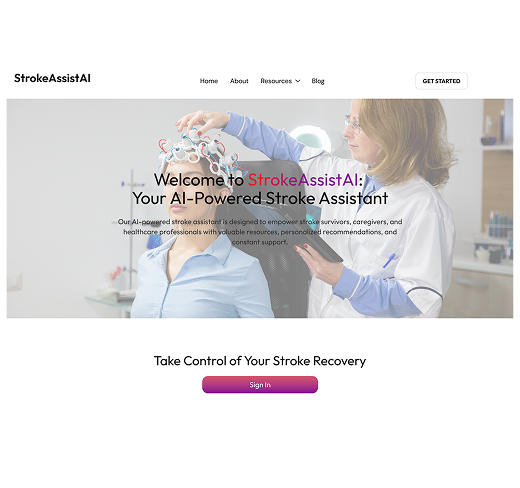 StrokeAssistAI
Home About Resources Blog
GET STARTED
Welcome to StrokeAssistAI:
Your AI-Powered Stroke Assistant
Our AI-powered stroke assistant is designed to empower stroke survivors, caregivers, and
healthcare professionals with valuable resources, personalized recommendations, and
constant support.
Take Control of Your Stroke Recovery
Sign In